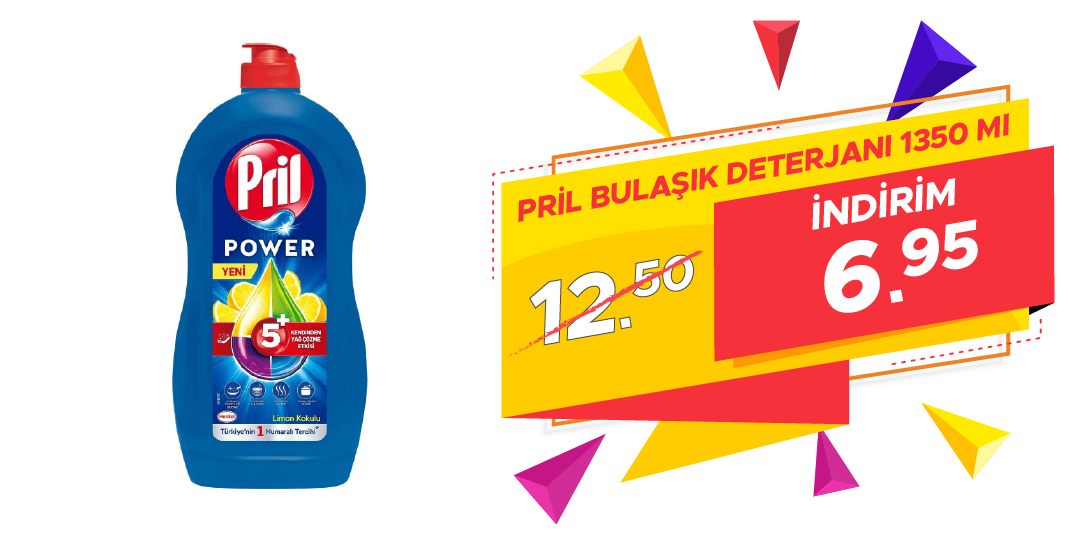 Pril
POWER
YENİ
5+
KENDİNDEN
YAĞ ÇÖZME
ETKİSİ
Henkel
Limon Kokulu
Türkiye'nin 1 Numaralı Tercihi*
PRİL BULAŞIK DETERJANI 1350 Ml
İNDİRİM
12.50
6.95